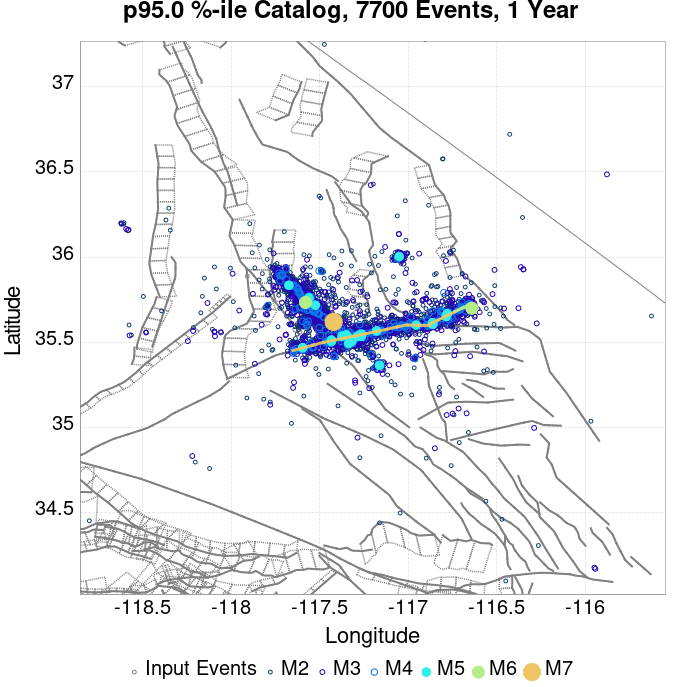 p95.0 %-ile Catalog, 7700 Events, 1 Year
37
36.5
36
35.5
35
34.5
Latitude
-118.5 -118 -117.5 -117 -116.5 -116
Longitude
Input Events M2 M3 M4 M5 M6 M7